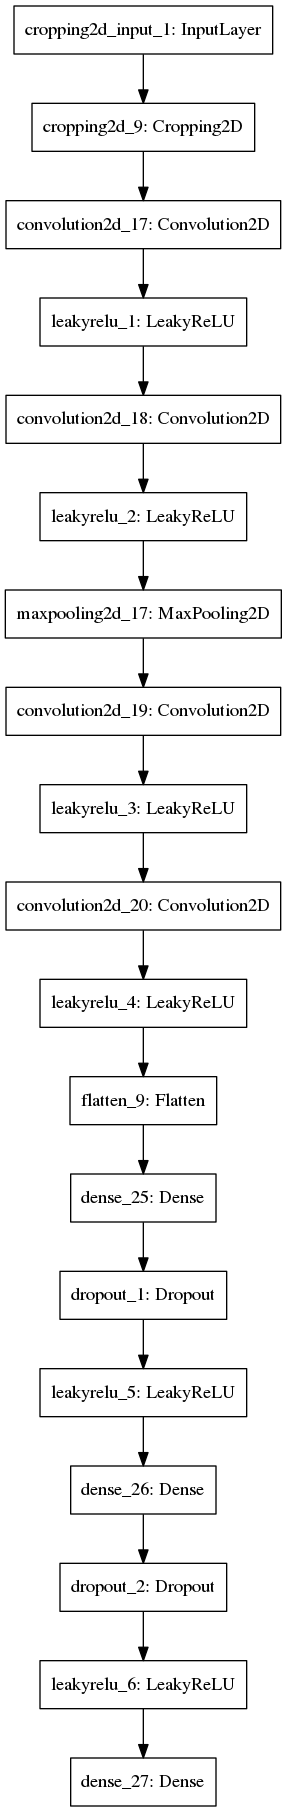 cropping2d_input_1: InputLayer
cropping2d_9: Cropping2D
convolution2d_17: Convolution2D
leakyrelu_1: LeakyReLU
convolution2d_18: Convolution2D
leakyrelu_2: LeakyReLU
maxpooling2d_17: MaxPooling2D
convolution2d_19: Convolution2D
leakyrelu_3: LeakyReLU
convolution2d_20: Convolution2D
leakyrelu_4: LeakyReLU
flatten_9: Flatten
dense_25: Dense
dropout_1: Dropout
leakyrelu_5: LeakyReLU
dense_26: Dense
dropout_2: Dropout
leakyrelu_6: LeakyReLU
dense_27: Dense